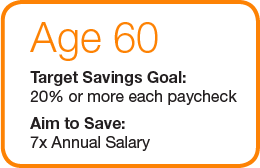 Age 60
Target Savings Goal:
20% or more each paycheck
Aim to Save:
7x Annual Salary